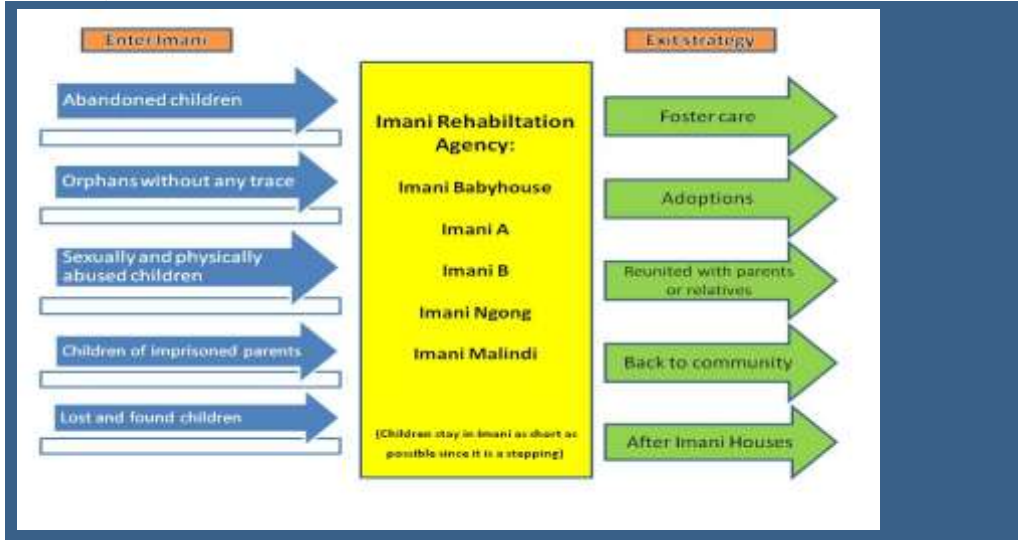 Enter Imani
Abandoned children
Orphans without any trace
Sexually and physically
abused children
Children of imprisoned parents
Lost and found children
Imani Rehabiltation
Agency:
Imani Babyhouse
Imani A
Imani B
Imani Ngong
Imani Malindi
(Children stay in Imani as short as
possible since it is a stepping)
Exit strategy
Foster care
Adoptions
Reunited with parents
or relatives
Back to community
After Imani Houses